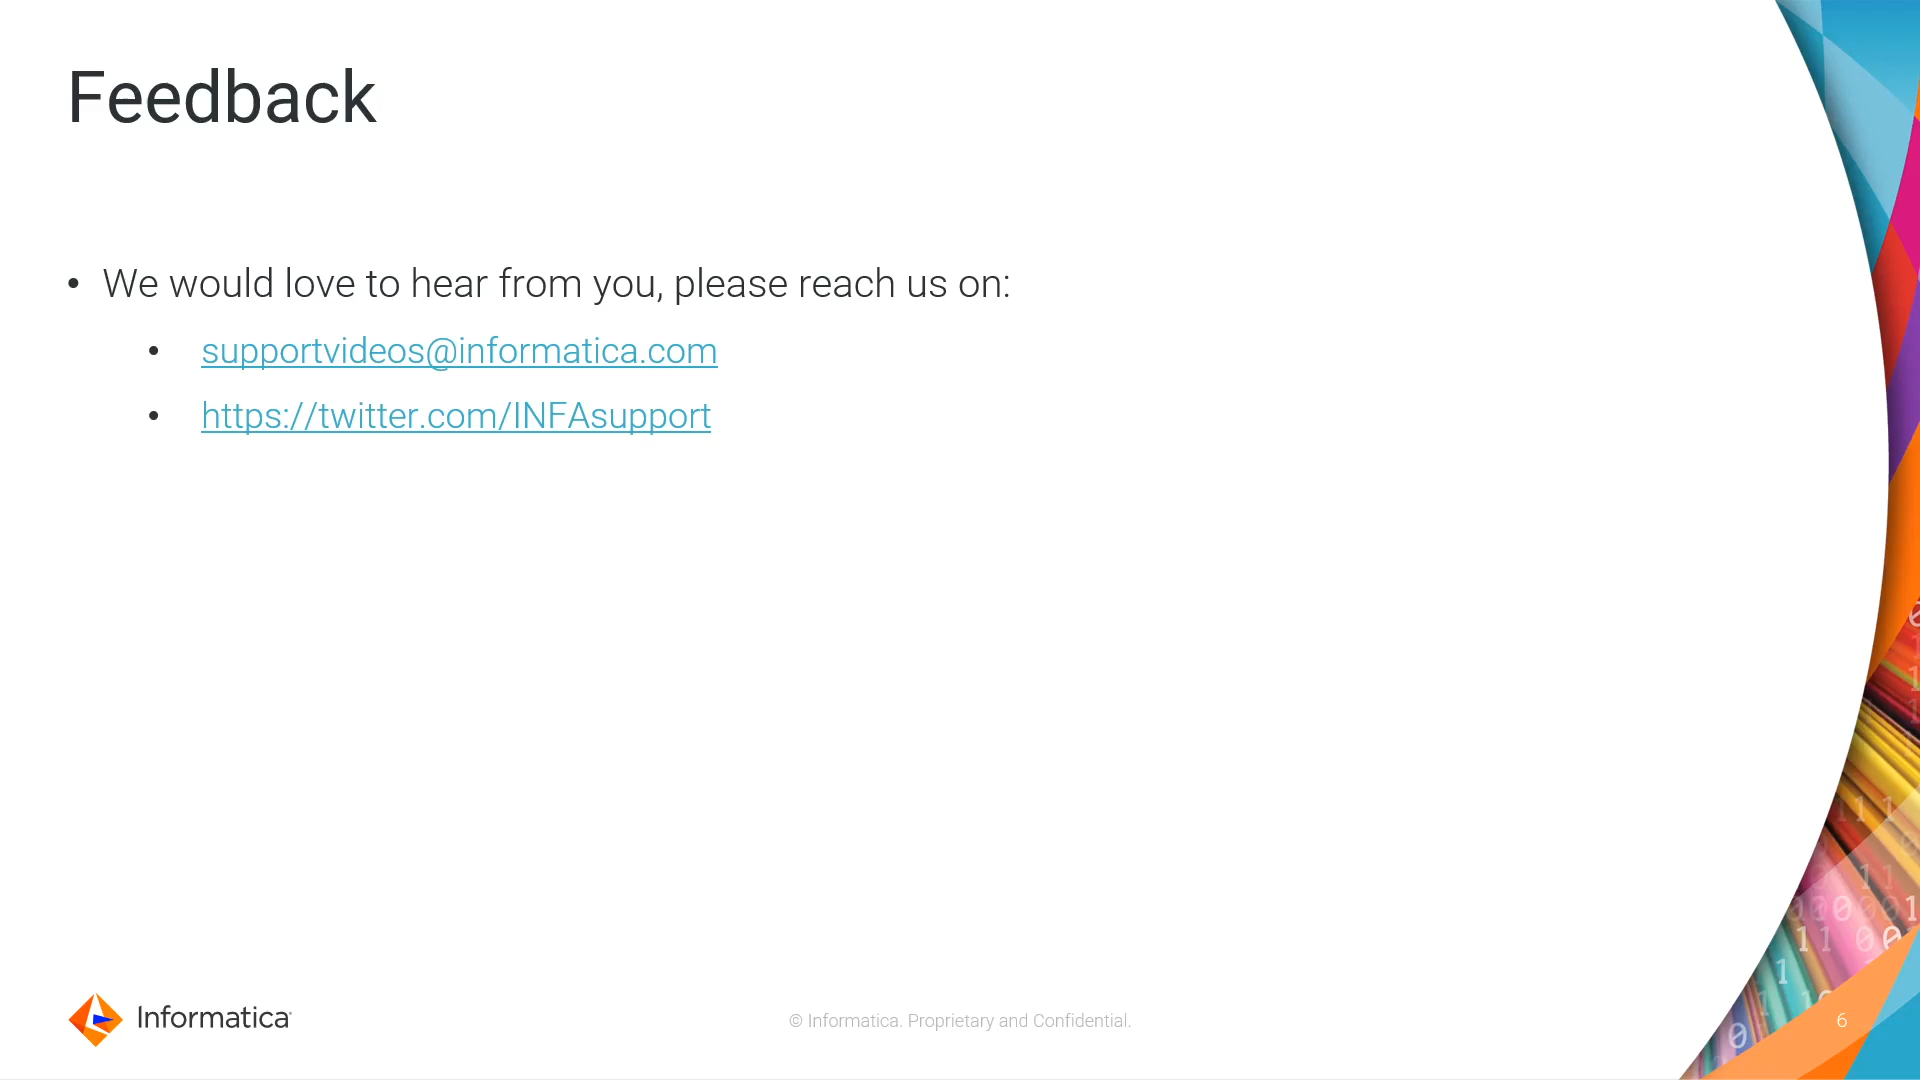 Feedback
• We would love to hear from you, please reach us on:
• supportvideos@informatica.com
• https://twitter.com/INFAsupport
Informatica
© Informatica. Proprietary and Confidential.
6